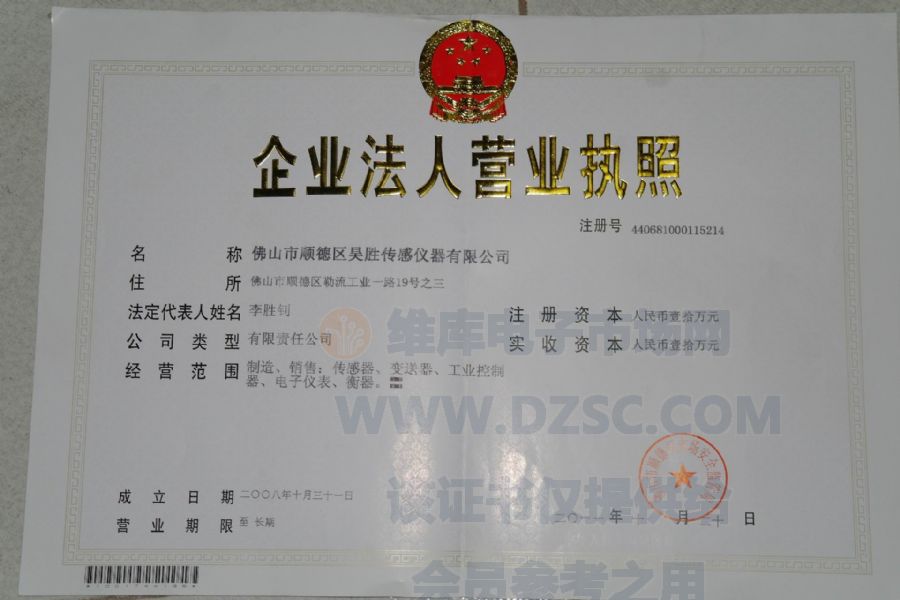 企业法人营业执照
注册号 440681000115214
名 称 佛山市顺德区昊胜传感仪器有限公司
住 所 佛山市顺德区勒流工业一路19号之三
法定代表人姓名 李胜钊 注册资本 人民币壹拾万元
公司类型 有限责任公司 实收资本 人民币壹拾万元
经营范围 制造、销售：传感器、变送器、工业控制
器、电子仪表、衡器。
维库电子市场网
WWW.DZSC.COM
成立日期 二〇〇八年十月三十一日
该证书仅提供给
营业期限 至 长期
年 月 日
会员参考之用